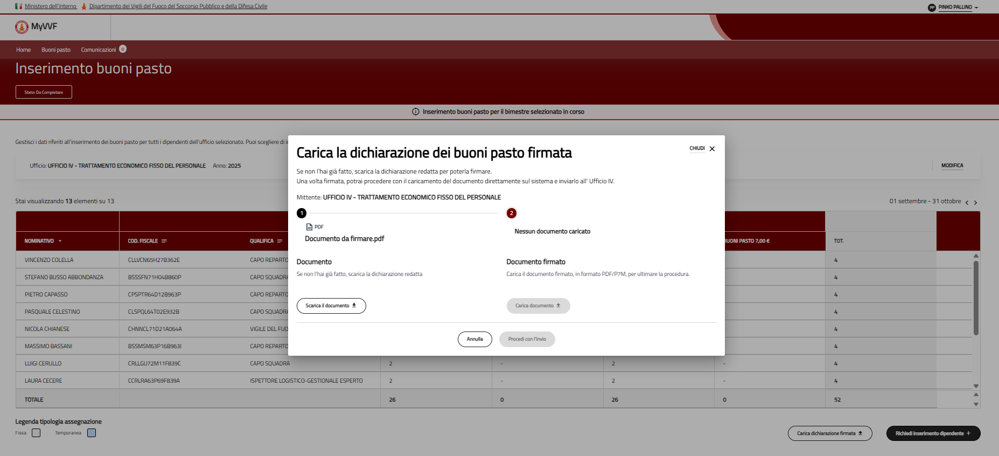 Ministero dell'interno
Dipartimento dei Vigili del Fuoco del Soccorso Pubblico e della Difesa Civile
PP PINKO PALLINO
MyVVF
Home Buoni pasto Comunicazioni 0
Inserimento buoni pasto
Stato: Da Completare
Inserimento buoni pasto per il bimestre selezionato in corso
Gestisci i dati riferiti all'inserimento dei buoni pasto per tutti i dipendenti dell'ufficio selezionato. Puoi scegliere di
Ufficio: UFFICIO IV - TRATTAMENTO ECONOMICO FISSO DEL PERSONALE Anno: 2025
MODIFICA
Stai visualizzando 13 elementi su 13
01 settembre - 31 ottobre
NOMINATIVO COD. FISCALE QUALIFICA BUONI PASTO 7,00 € TOT.
VINCENZO COLELLA CLLVCN65H27B362E CAPO REPARTO - 4
STEFANO BUSSO ABBONDANZA BSSSFN71H04B860P CAPO SQUADRA - 4
PIETRO CAPASSO CPSPTR64D12B963P CAPO REPARTO - 4
PASQUALE CELESTINO CLSPQL64T02E932B CAPO SQUADRA - 4
NICOLA CHIANESE CHNNCL71D21A064A VIGILE DEL FUO - 4
MASSIMO BASSANI BSSMSM63P16B963I CAPO REPARTO - 4
LUIGI CERULLO CRLLGU72M11F839C CAPO SQUADRA 2 - 2 - 4
LAURA CECERE CCRLRA63P69F839A ISPETTORE LOGISTICO-GESTIONALE ESPERTO 2 - 2 - 4
TOTALE 26 0 26 0 52
Legenda tipologia assegnazione
Fissa Temporanea
Carica dichiarazione firmata
Richiedi inserimento dipendente +
Carica la dichiarazione dei buoni pasto firmata
CHIUDI
Se non l'hai già fatto, scarica la dichiarazione redatta per poterla firmare.
Una volta firmata, potrai procedere con il caricamento del documento direttamente sul sistema e inviarlo all' Ufficio IV.
Mittente: UFFICIO IV - TRATTAMENTO ECONOMICO FISSO DEL PERSONALE
1
PDF
Documento da firmare.pdf
Documento
Se non l'hai già fatto, scarica la dichiarazione redatta
Scarica il documento
2
Nessun documento caricato
Documento firmato
Carica il documento firmato, in formato PDF/P7M, per ultimare la procedura.
Carica documento
Annulla
Procedi con l'invio